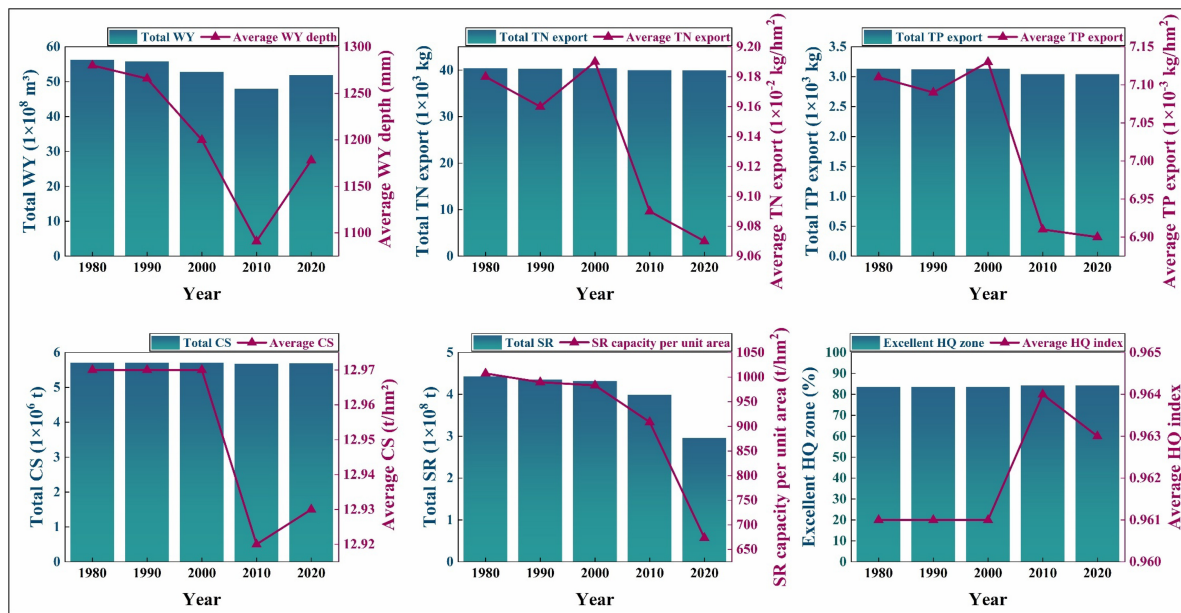 Total WY Average WY depth
Total WY (1×10⁸ m³)
60
50
40
30
20
10
0
Average WY depth (mm)
1300
1250
1200
1150
1100
1980 1990 2000 2010 2020
Year
Total TN export Average TN export
Total TN export (1×10³ kg)
40
30
20
10
0
Average TN export (1×10⁻² kg/hm²)
9.20
9.18
9.16
9.14
9.12
9.10
9.08
9.06
1980 1990 2000 2010 2020
Year
Total TP export Average TP export
Total TP export (1×10³ kg)
3.5
3.0
2.5
2.0
1.5
1.0
0.5
0.0
Average TP export (1×10⁻³ kg/hm²)
7.15
7.10
7.05
7.00
6.95
6.90
1980 1990 2000 2010 2020
Year
Total CS Average CS
Total CS (1×10⁶ t)
6
5
4
3
2
1
0
Average CS (t/hm²)
12.97
12.96
12.95
12.94
12.93
12.92
1980 1990 2000 2010 2020
Year
Total SR SR capacity per unit area
Total SR (1×10⁸ t)
5
4
3
2
1
0
SR capacity per unit area (t/hm²)
1050
1000
950
900
850
800
750
700
650
1980 1990 2000 2010 2020
Year
Excellent HQ zone Average HQ index
Excellent HQ zone (%)
100
90
80
70
60
50
40
30
20
10
0
Average HQ index
0.965
0.964
0.963
0.962
0.961
0.960
1980 1990 2000 2010 2020
Year